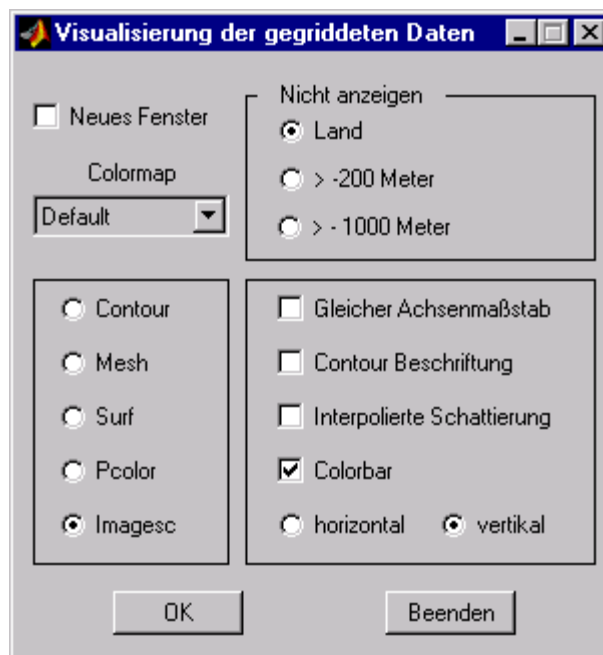 Visualisierung der gegriddeten Daten
Neues Fenster
Colormap
Default
Nicht anzeigen
Land
> -200 Meter
> - 1000 Meter
Contour
Mesh
Surf
Pcolor
Imagesc
Gleicher Achsenmaßstab
Contour Beschriftung
Interpolierte Schattierung
Colorbar
horizontal vertikal
OK Beenden